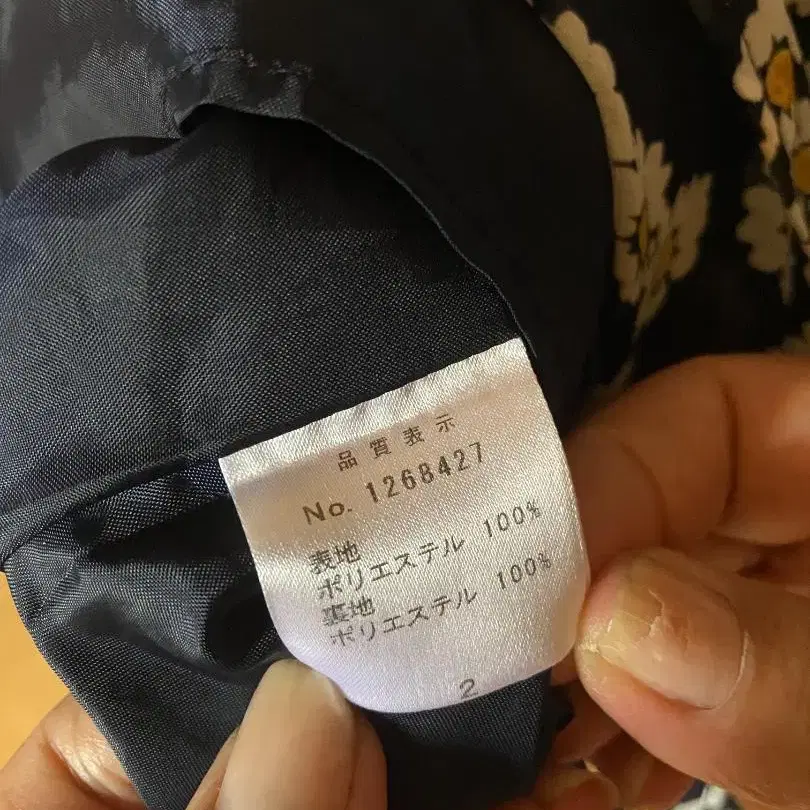 品質表示
No. 1268427
表地
ポリエステル 100%
裏地
ポリエステル 100%
2